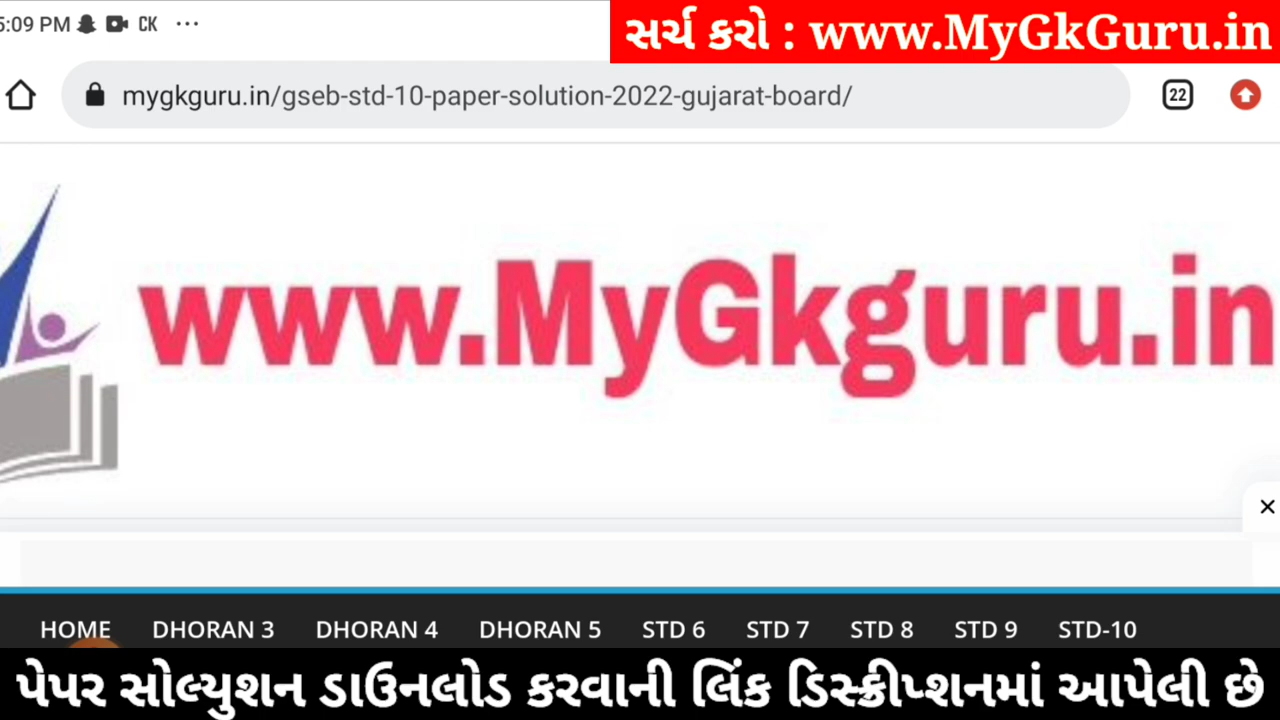 5:09 PM CK ...
સર્ચ કરો : www.MyGkGuru.in
mygkguru.in/gseb-std-10-paper-solution-2022-gujarat-board/ 22
www.MyGkguru.in
HOME DHORAN 3 DHORAN 4 DHORAN 5 STD 6 STD 7 STD 8 STD 9 STD-10
પેપર સોલ્યુશન ડાઉનલોડ કરવાની લિંક ડિસ્ક્રીપ્શનમાં આપેલી છે